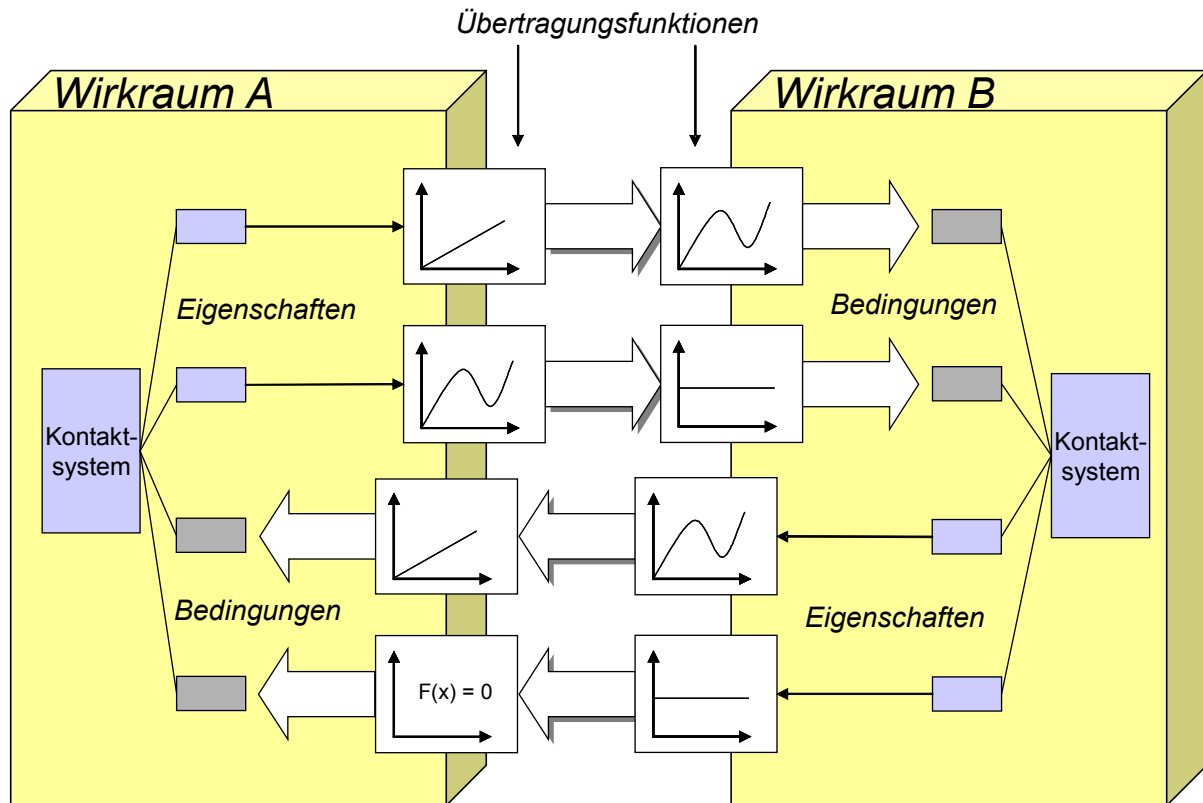 Übertragungsfunktionen
Wirkraum A
Wirkraum B
Eigenschaften
Bedingungen
Kontakt-
system
Kontakt-
system
Bedingungen
Eigenschaften
F(x) = 0